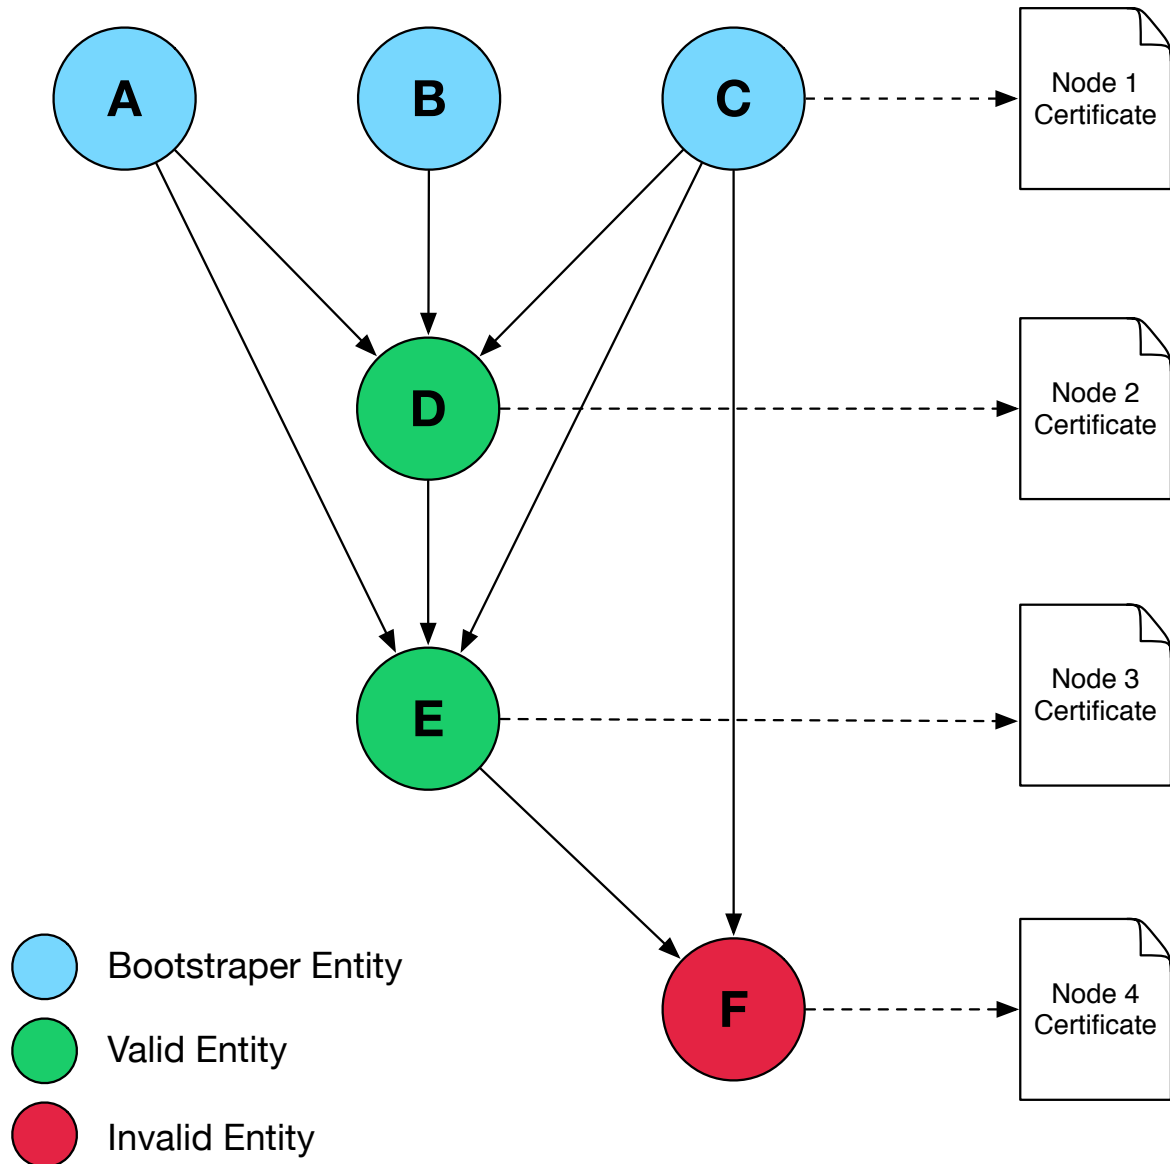 A
B
C
Node 1
Certificate
D
Node 2
Certificate
E
Node 3
Certificate
F
Node 4
Certificate
Bootstraper Entity
Valid Entity
Invalid Entity